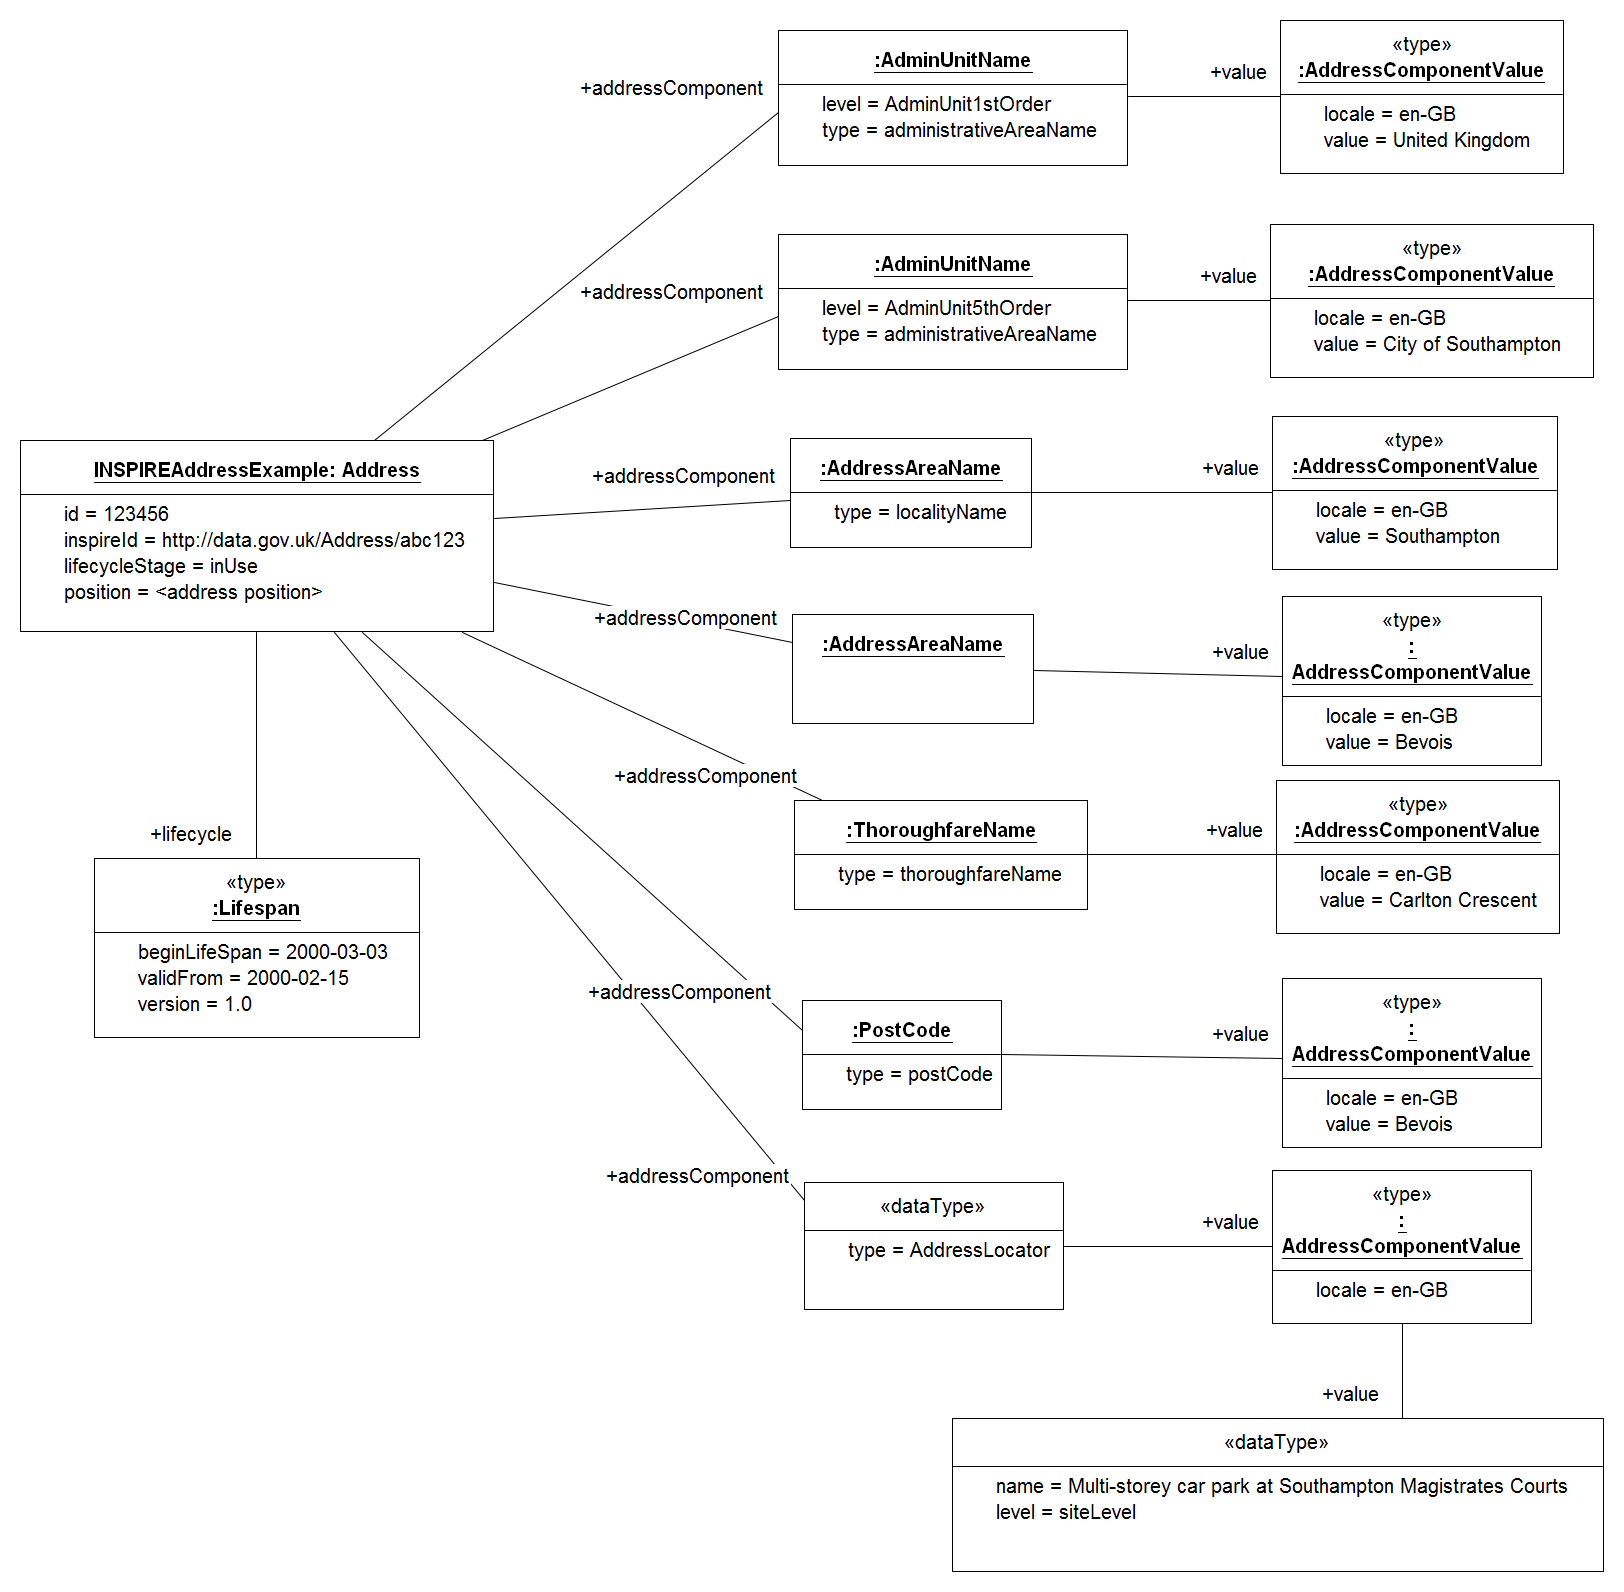 :AdminUnitName
level = AdminUnit1stOrder
type = administrativeAreaName
+addressComponent
+value
«type»
:AddressComponentValue
locale = en-GB
value = United Kingdom
:AdminUnitName
level = AdminUnit5thOrder
type = administrativeAreaName
+addressComponent
+value
«type»
:AddressComponentValue
locale = en-GB
value = City of Southampton
INSPIREAddressExample: Address
id = 123456
inspireId = http://data.gov.uk/Address/abc123
lifecycleStage = inUse
position = <address position>
+addressComponent
:AddressAreaName
type = localityName
+value
«type»
:AddressComponentValue
locale = en-GB
value = Southampton
+addressComponent
:AddressAreaName
+value
«type»
:
AddressComponentValue
locale = en-GB
value = Bevois
+addressComponent
:ThoroughfareName
type = thoroughfareName
+value
«type»
:AddressComponentValue
locale = en-GB
value = Carlton Crescent
+lifecycle
«type»
:Lifespan
beginLifeSpan = 2000-03-03
validFrom = 2000-02-15
version = 1.0
+addressComponent
:PostCode
type = postCode
+value
«type»
:
AddressComponentValue
locale = en-GB
value = Bevois
+addressComponent
«dataType»
type = AddressLocator
+value
«type»
:
AddressComponentValue
locale = en-GB
+value
«dataType»
name = Multi-storey car park at Southampton Magistrates Courts
level = siteLevel